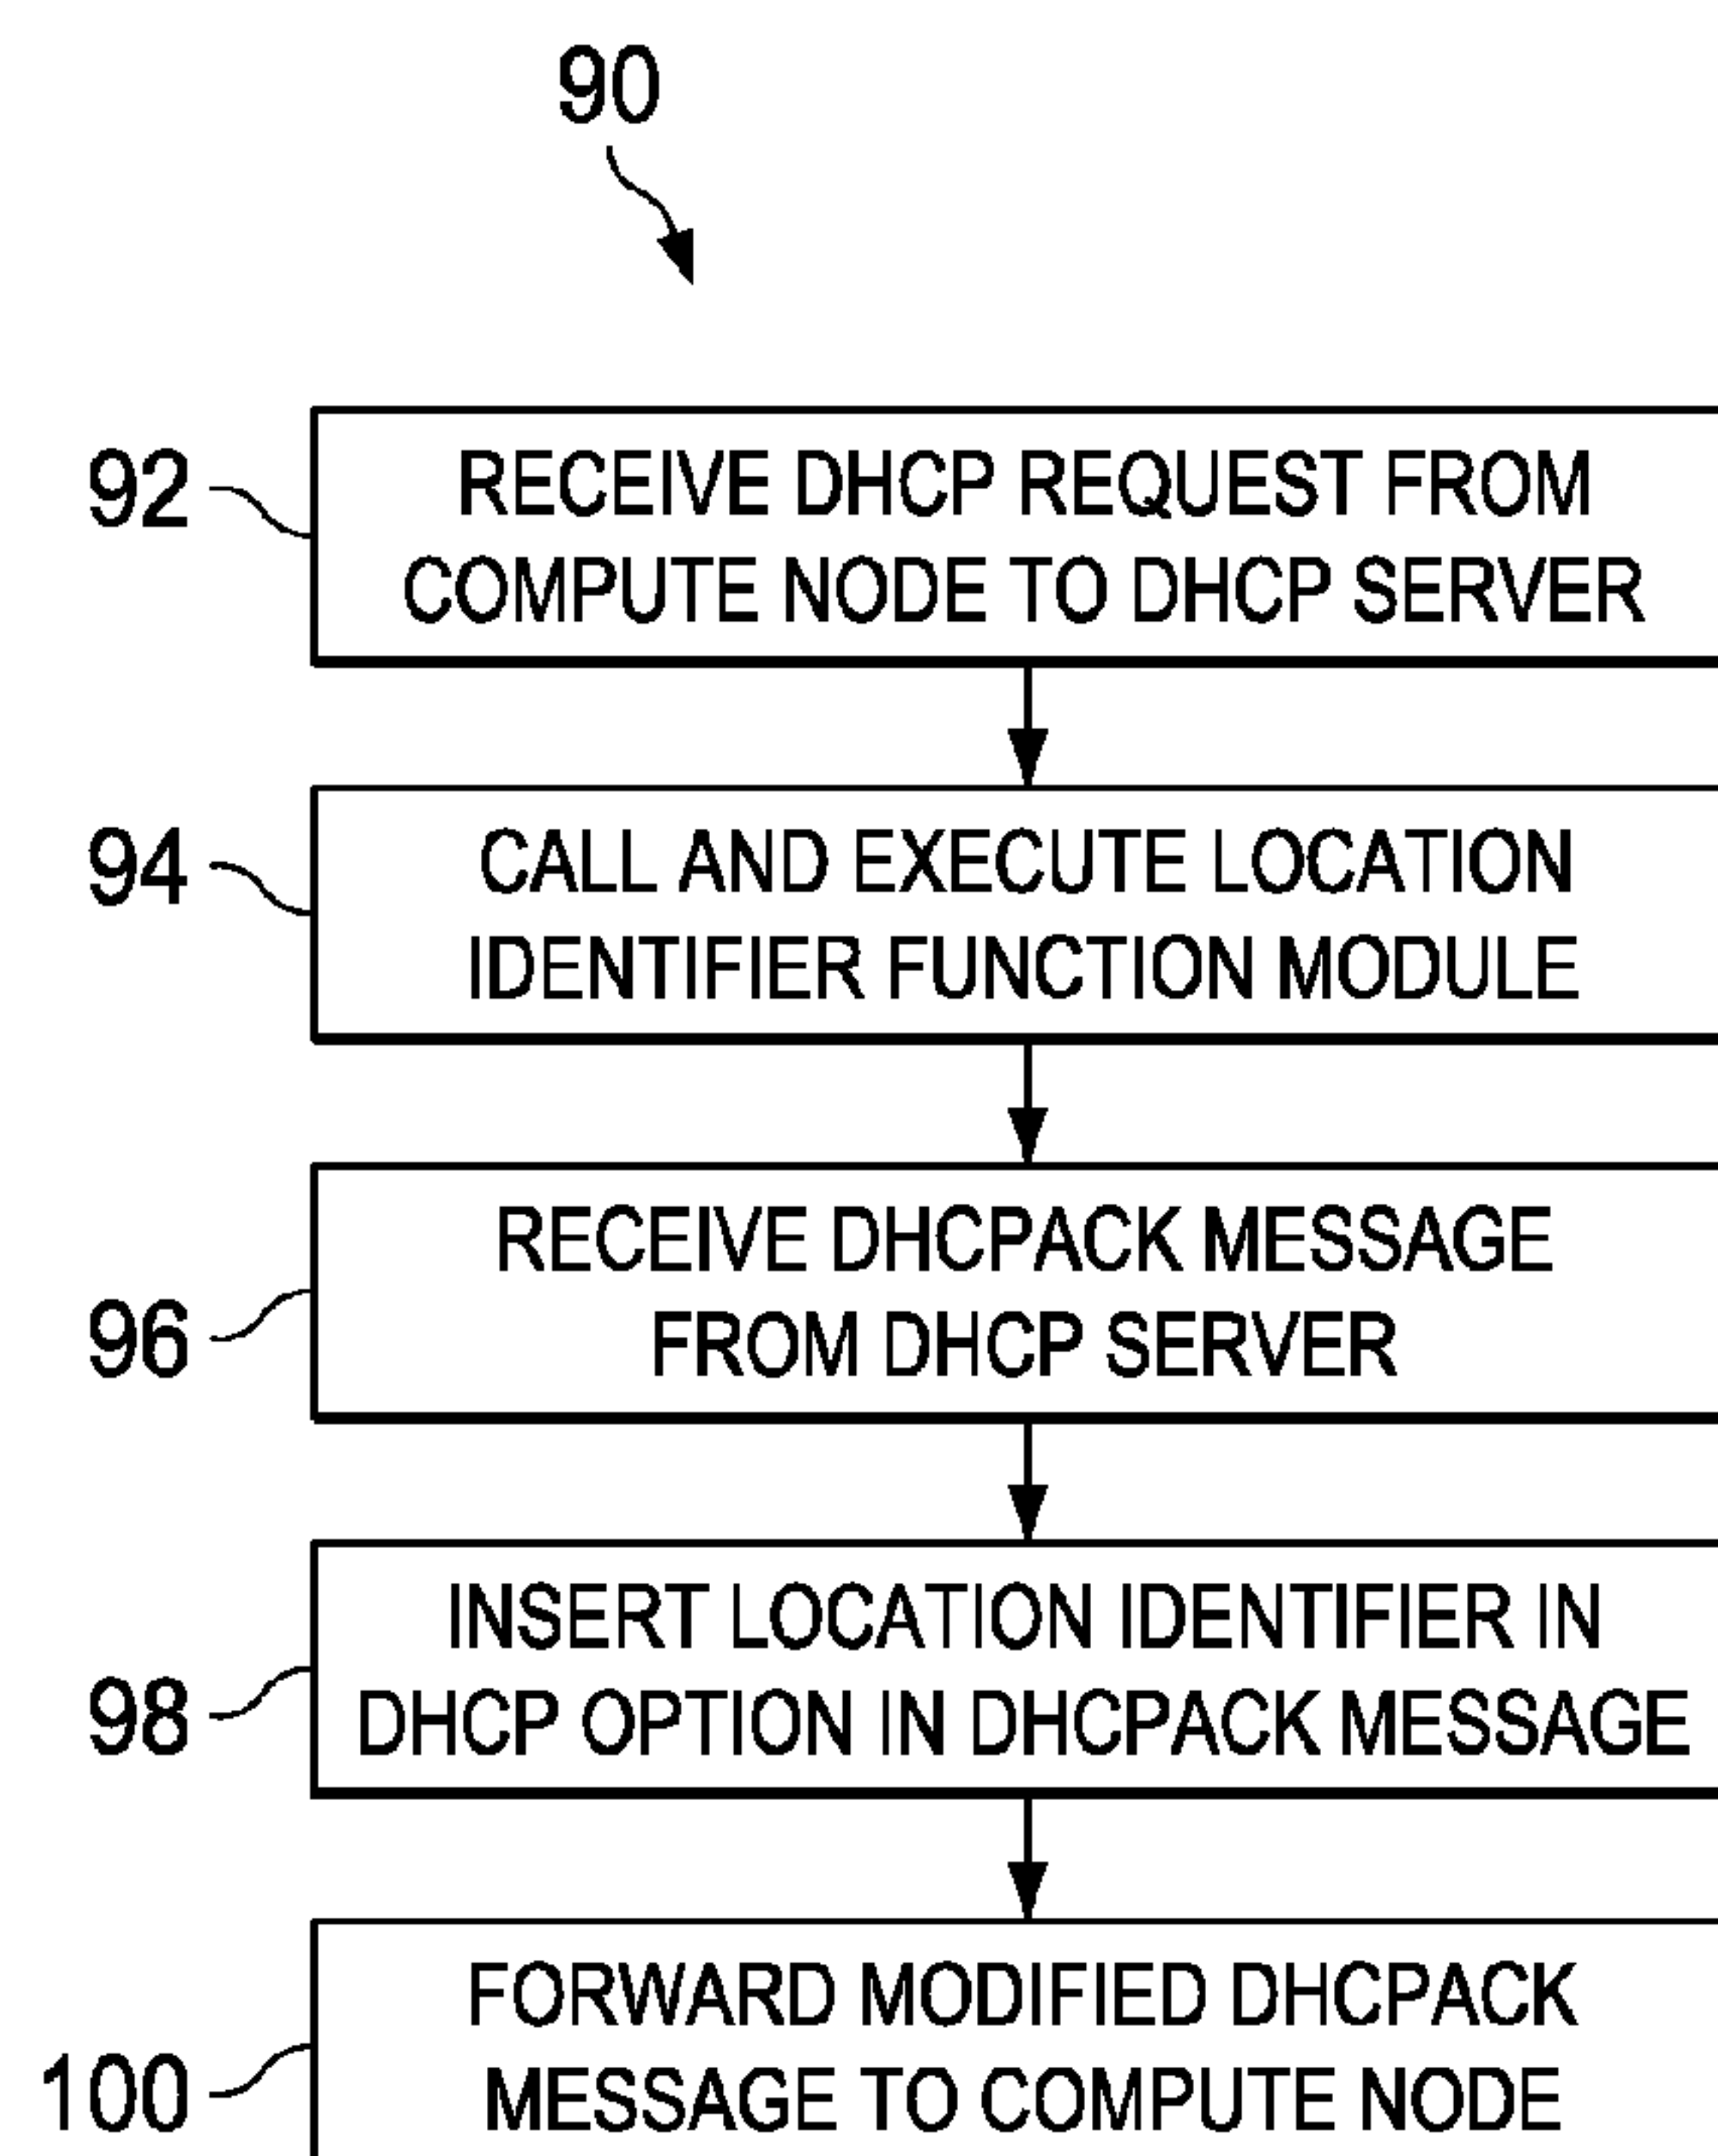 90
92
RECEIVE DHCP REQUEST FROM
COMPUTE NODE TO DHCP SERVER
94
CALL AND EXECUTE LOCATION
IDENTIFIER FUNCTION MODULE
96
RECEIVE DHCPACK MESSAGE
FROM DHCP SERVER
98
INSERT LOCATION IDENTIFIER IN
DHCP OPTION IN DHCPACK MESSAGE
100
FORWARD MODIFIED DHCPACK
MESSAGE TO COMPUTE NODE